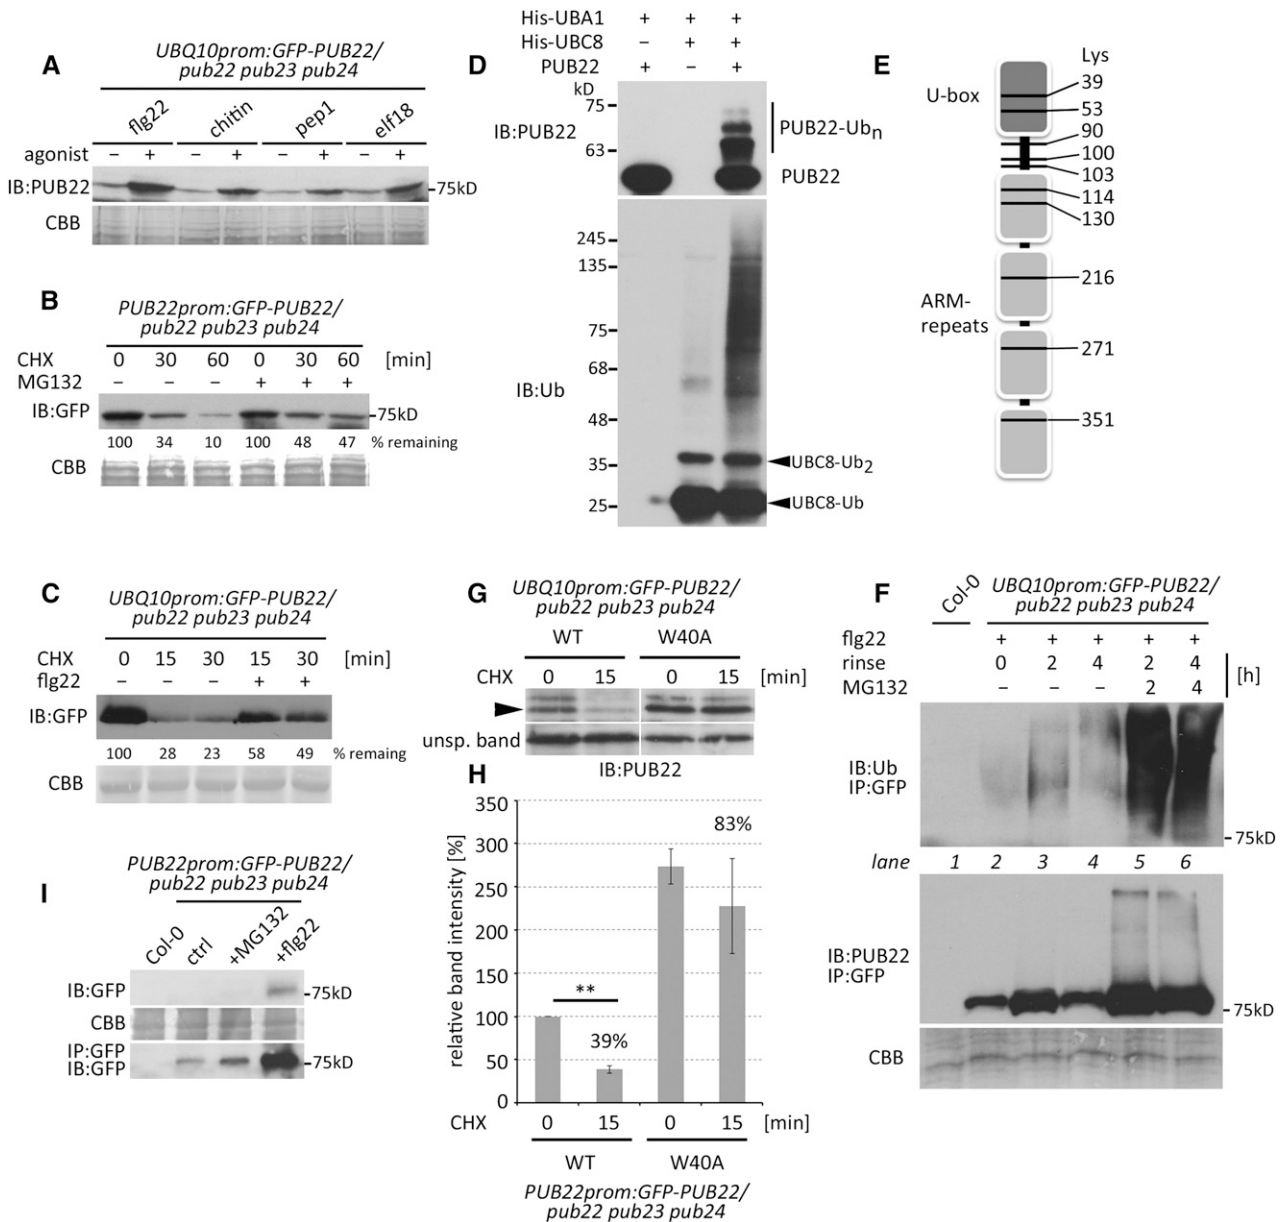 A
UBQ10prom:GFP-PUB22/
pub22 pub23 pub24
flg22 chitin pep1 elf18
agonist – + – + – + – +
IB:PUB22 -75kD
CBB
B
PUB22prom:GFP-PUB22/
pub22 pub23 pub24
CHX 0 30 60 0 30 60 [min]
MG132 – – – + + +
IB:GFP -75kD
100 34 10 100 48 47 % remaining
CBB
C
UBQ10prom:GFP-PUB22/
pub22 pub23 pub24
CHX 0 15 30 15 30 [min]
flg22 – – – + +
IB:GFP
100 28 23 58 49 % remaing
CBB
I
PUB22prom:GFP-PUB22/
pub22 pub23 pub24
Col-0 ctrl +MG132 +flg22
IB:GFP -75kD
CBB
IP:GFP
IB:GFP -75kD
D
His-UBA1 + + +
His-UBC8 – + +
PUB22 + – +
kD
75
IB:PUB22 PUB22-Ubn
63
PUB22
245
135
75
68
IB:Ub
48
35 UBC8-Ub2
25 UBC8-Ub
E
Lys
U-box
39
53
90
100
103
114
130
216
ARM-
repeats
271
351
G
UBQ10prom:GFP-PUB22/
pub22 pub23 pub24
WT W40A
CHX 0 15 0 15 [min]
unsp. band
IB:PUB22
H
relative band intensity [%]
350
300
250
200
150
100
50
0
**
39%
83%
CHX 0 15 0 15 [min]
WT W40A
PUB22prom:GFP-PUB22/
pub22 pub23 pub24
F
Col-0
UBQ10prom:GFP-PUB22/
pub22 pub23 pub24
flg22 + + + + +
rinse 0 2 4 2 4 [h]
MG132 – – – 2 4
IB:Ub
IP:GFP
-75kD
lane 1 2 3 4 5 6
IB:PUB22
IP:GFP
-75kD
CBB